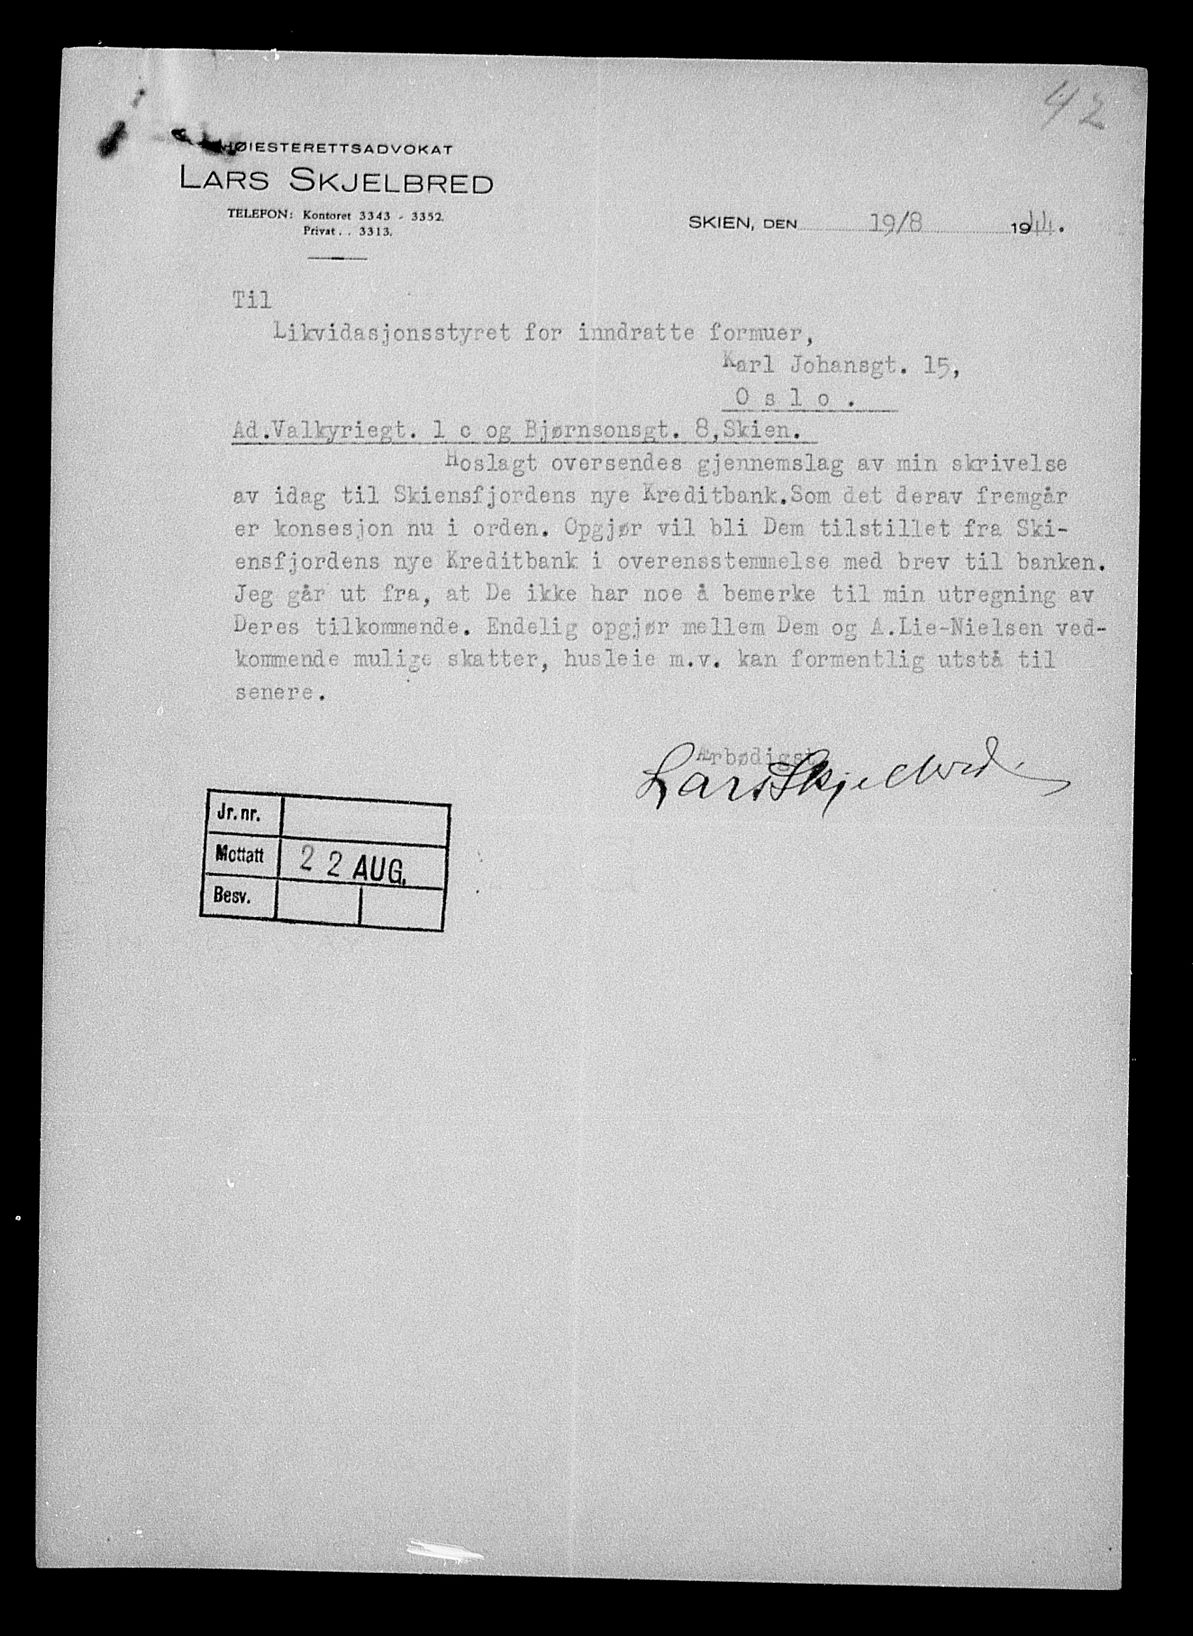 42
HØIESTERETTSADVOKAT
LARS SKJELBRED
TELEFON: Kontoret 3343 - 3352.
Privat . . 3313.
SKIEN, DEN 19/8 1944.
Til
Likvidasjonsstyret for inndratte formuer,
Karl Johansgt. 15,
O s l o .
Ad.Valkyriegt. 1 c og Bjørnsonsgt. 8,Skien.
Hoslagt oversendes gjennemslag av min skrivelse
av idag til Skiensfjordens nye Kreditbank.Som det derav fremgår
er konsesjon nu i orden. Opgjør vil bli Dem tilstillet fra Ski-
ensfjordens nye Kreditbank i overensstemmelse med brev til banken.
Jeg går ut fra, at De ikke har noe å bemerke til min utregning av
Deres tilkommende. Endelig opgjør mellem Dem og A.Lie-Nielsen ved-
kommende mulige skatter, husleie m.v. kan formentlig utstå til
senere.
Ærbødigst
Lars Skjelbred
Jr. nr.
Mottatt 22 AUG.
Besv.